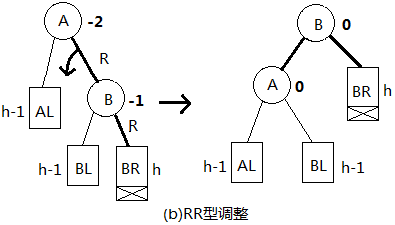 A -2
B 0
R
A 0
BR h
h-1 AL
B -1
R
h-1 BL
BR h
h-1 AL
BL h-1
(b)RR型调整